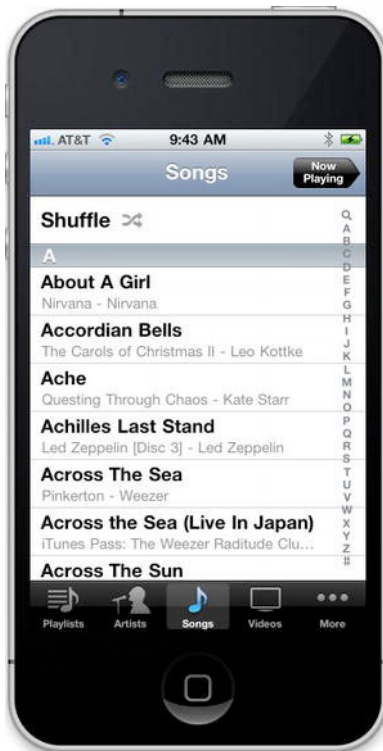 AT&T 9:43 AM
Songs
Now
Playing
Shuffle
A
About A Girl
Nirvana - Nirvana
Accordian Bells
The Carols of Christmas II - Leo Kottke
Ache
Questing Through Chaos - Kate Starr
Achilles Last Stand
Led Zeppelin [Disc 3] - Led Zeppelin
Across The Sea
Pinkerton - Weezer
Across the Sea (Live In Japan)
iTunes Pass: The Weezer Raditude Clu...
Across The Sun
A
B
C
D
E
F
G
H
I
J
K
L
M
N
O
P
Q
R
S
T
U
V
W
X
Y
Z
#
Playlists Artists Songs Videos More